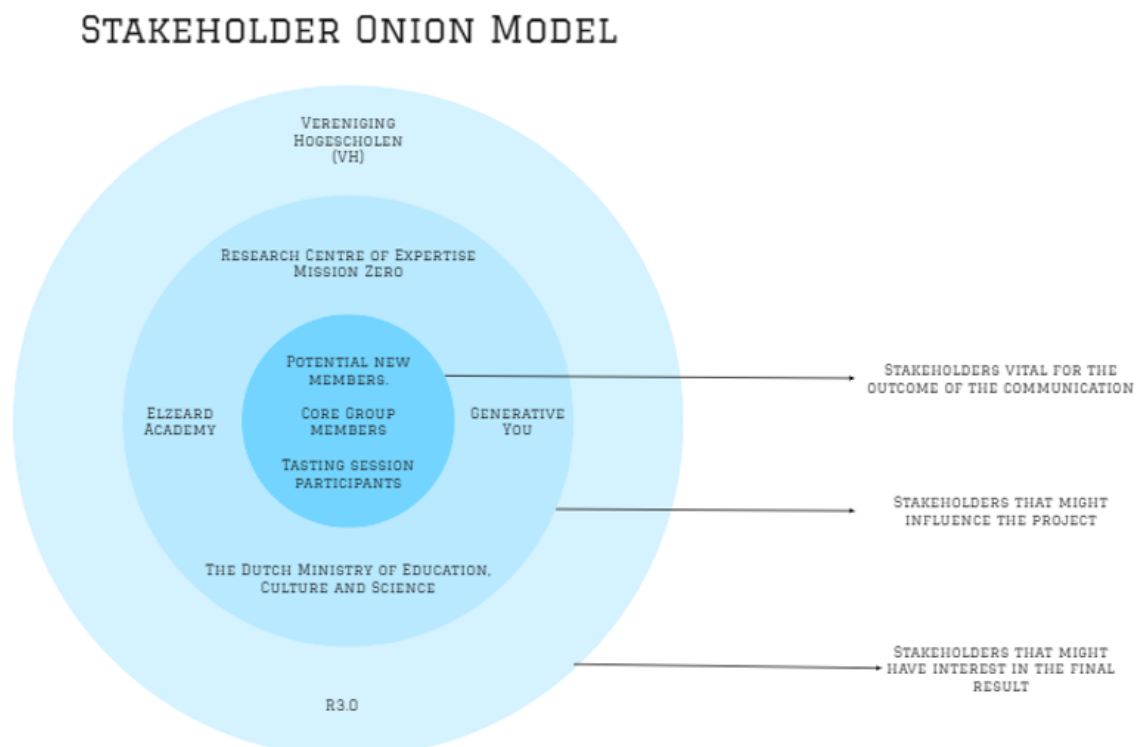 Stakeholder Onion Model
Vereniging
Hogescholen
(VH)
Research Centre of Expertise
Mission Zero
Potential new
members.
Core Group
members
Tasting session
participants
Elzeard
Academy
Generative
You
The Dutch Ministry of Education,
Culture and Science
R3.0
Stakeholders vital for the
outcome of the communication
Stakeholders that might
influence the project
Stakeholders that might
have interest in the final
result